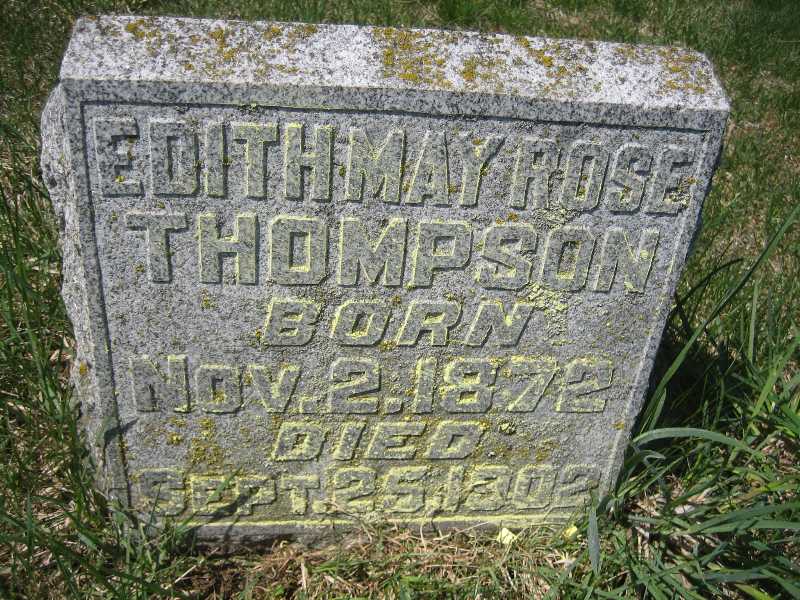 EDITH MAY ROSE
THOMPSON
BORN
NOV. 2. 1872
DIED
SEPT. 25, 1902